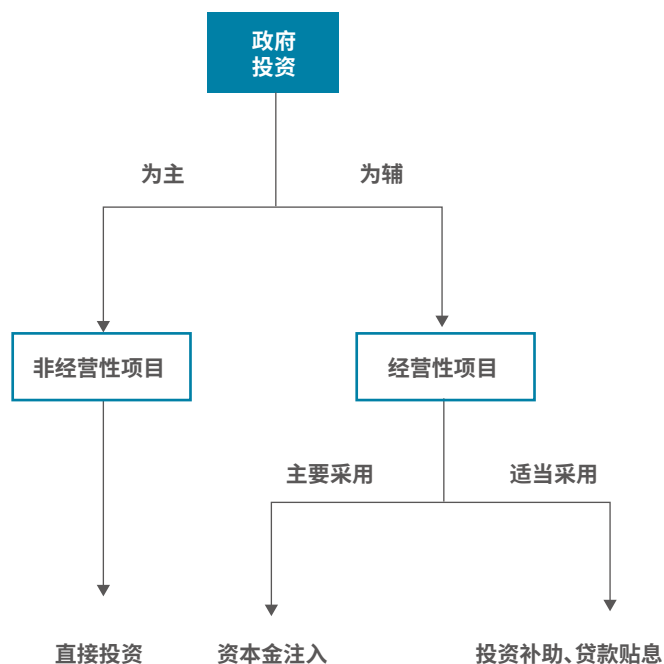 政府
投资
为主
为辅
非经营性项目
经营性项目
主要采用
适当采用
直接投资
资本金注入
投资补助、贷款贴息